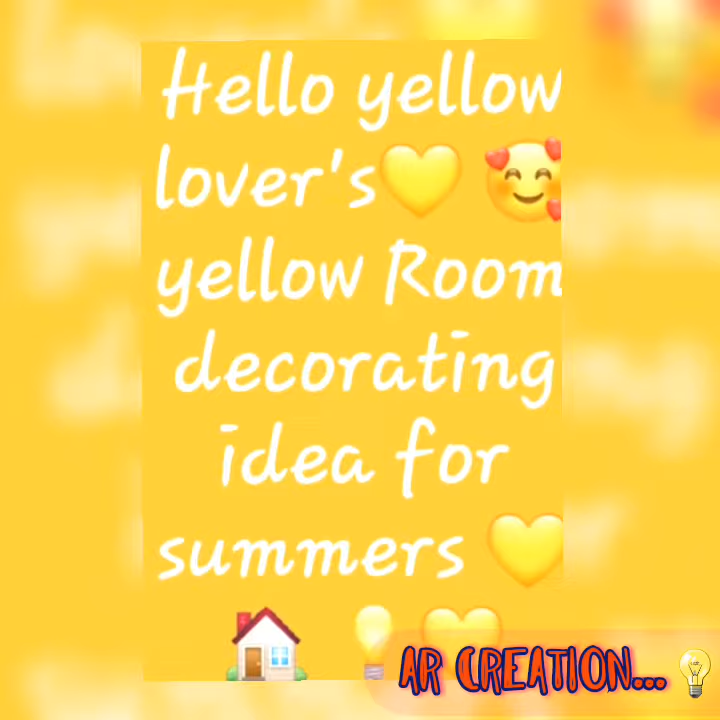 Hello yellow
lover's💛 🥰
yellow Room
decorating
idea for
summers 💛
🏠 💡 💛
AR CREATION...💡